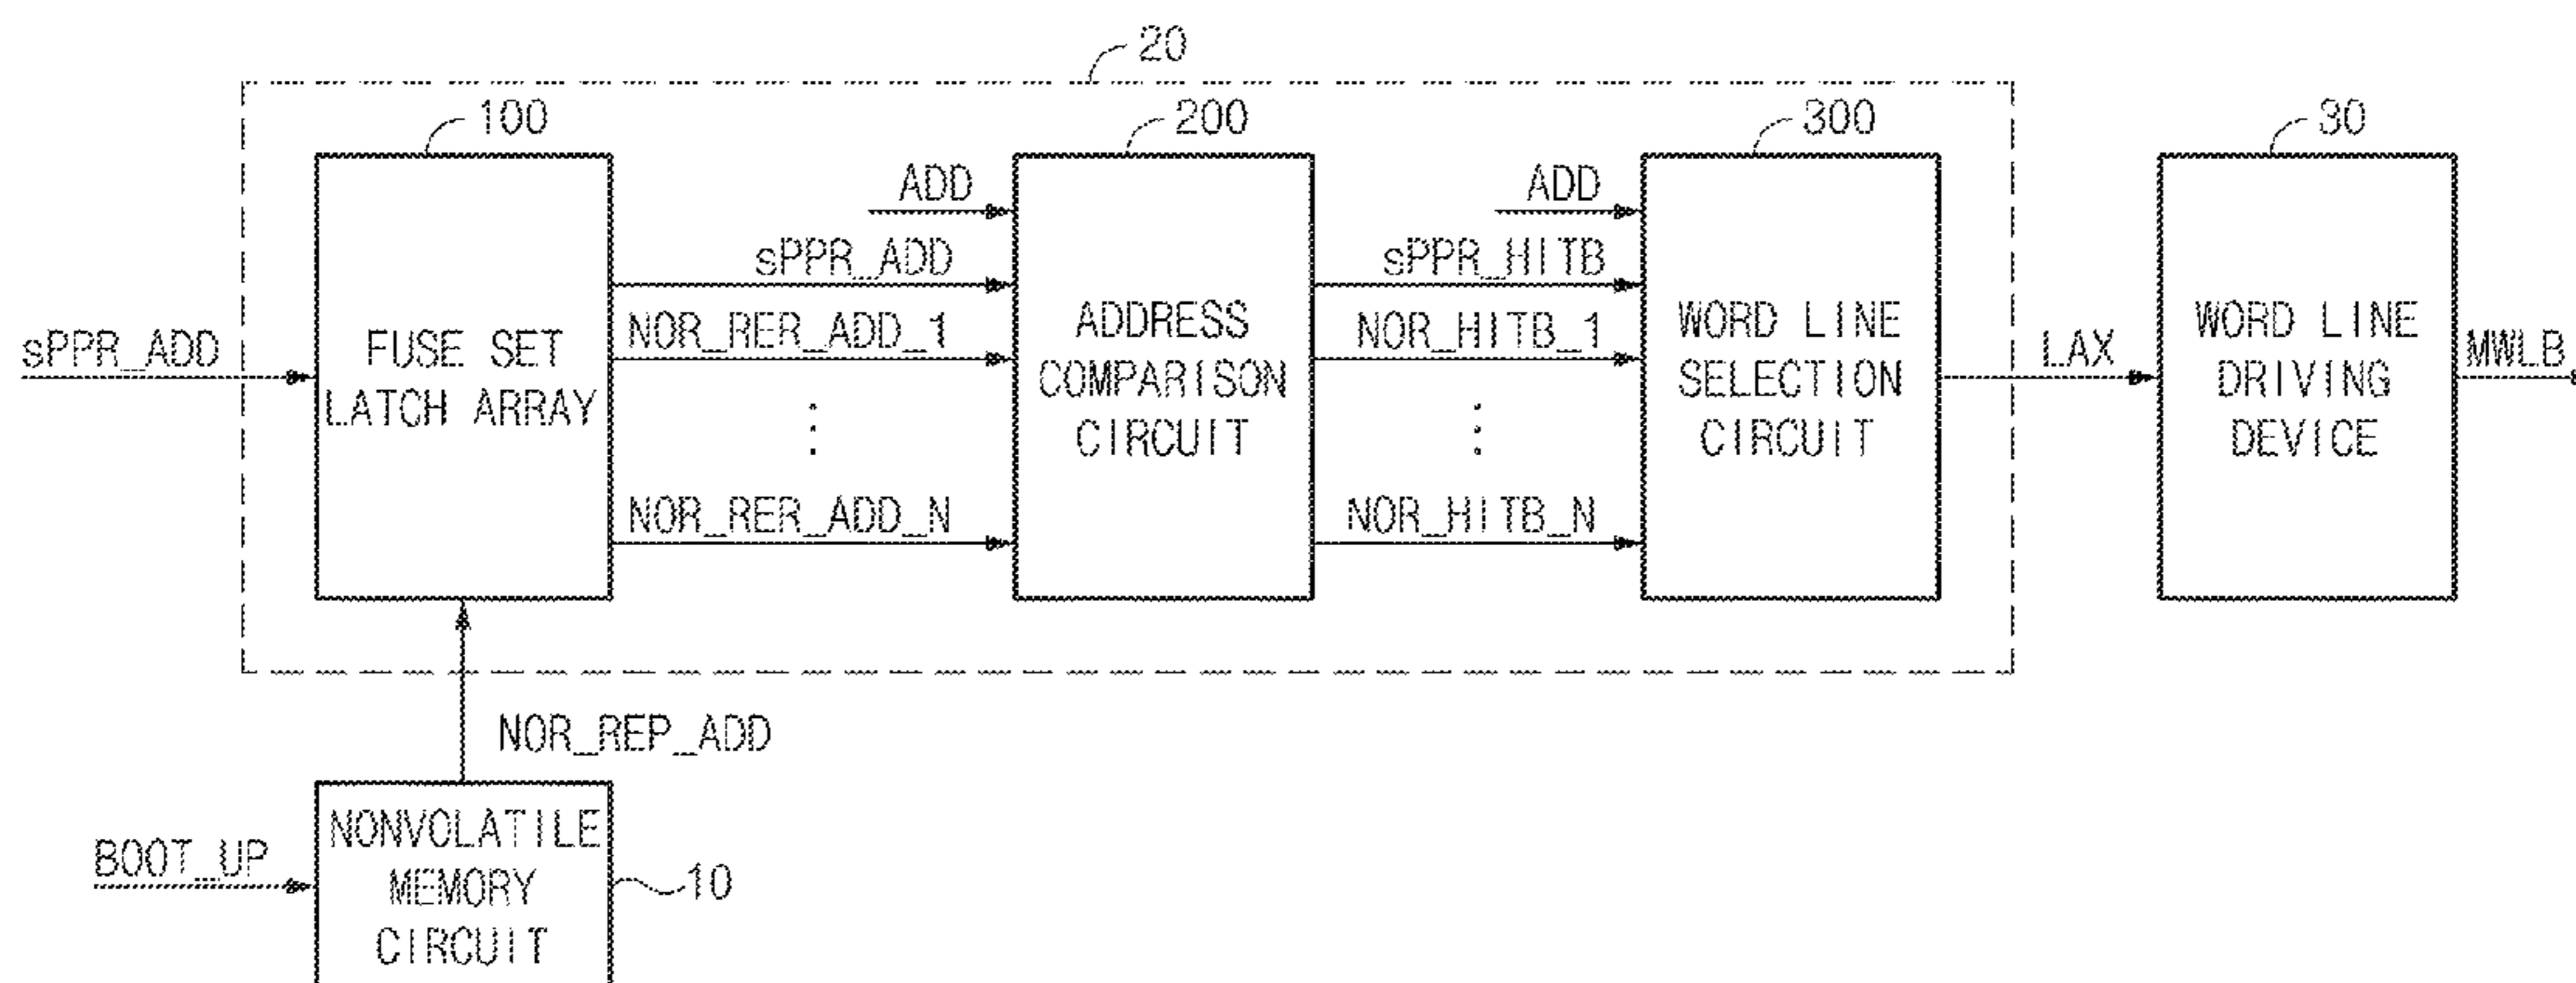 20
100
200
300
30
ADD
ADD
sPPR_ADD
sPPR_HITB
sPPR_ADD
NOR_RER_ADD_1
NOR_HITB_1
LAX
MWLB
FUSE SET
LATCH ARRAY
ADDRESS
COMPARISON
CIRCUIT
WORD LINE
SELECTION
CIRCUIT
WORD LINE
DRIVING
DEVICE
NOR_RER_ADD_N
NOR_HITB_N
NOR_REP_ADD
BOOT_UP
NONVOLATILE
MEMORY
CIRCUIT
10